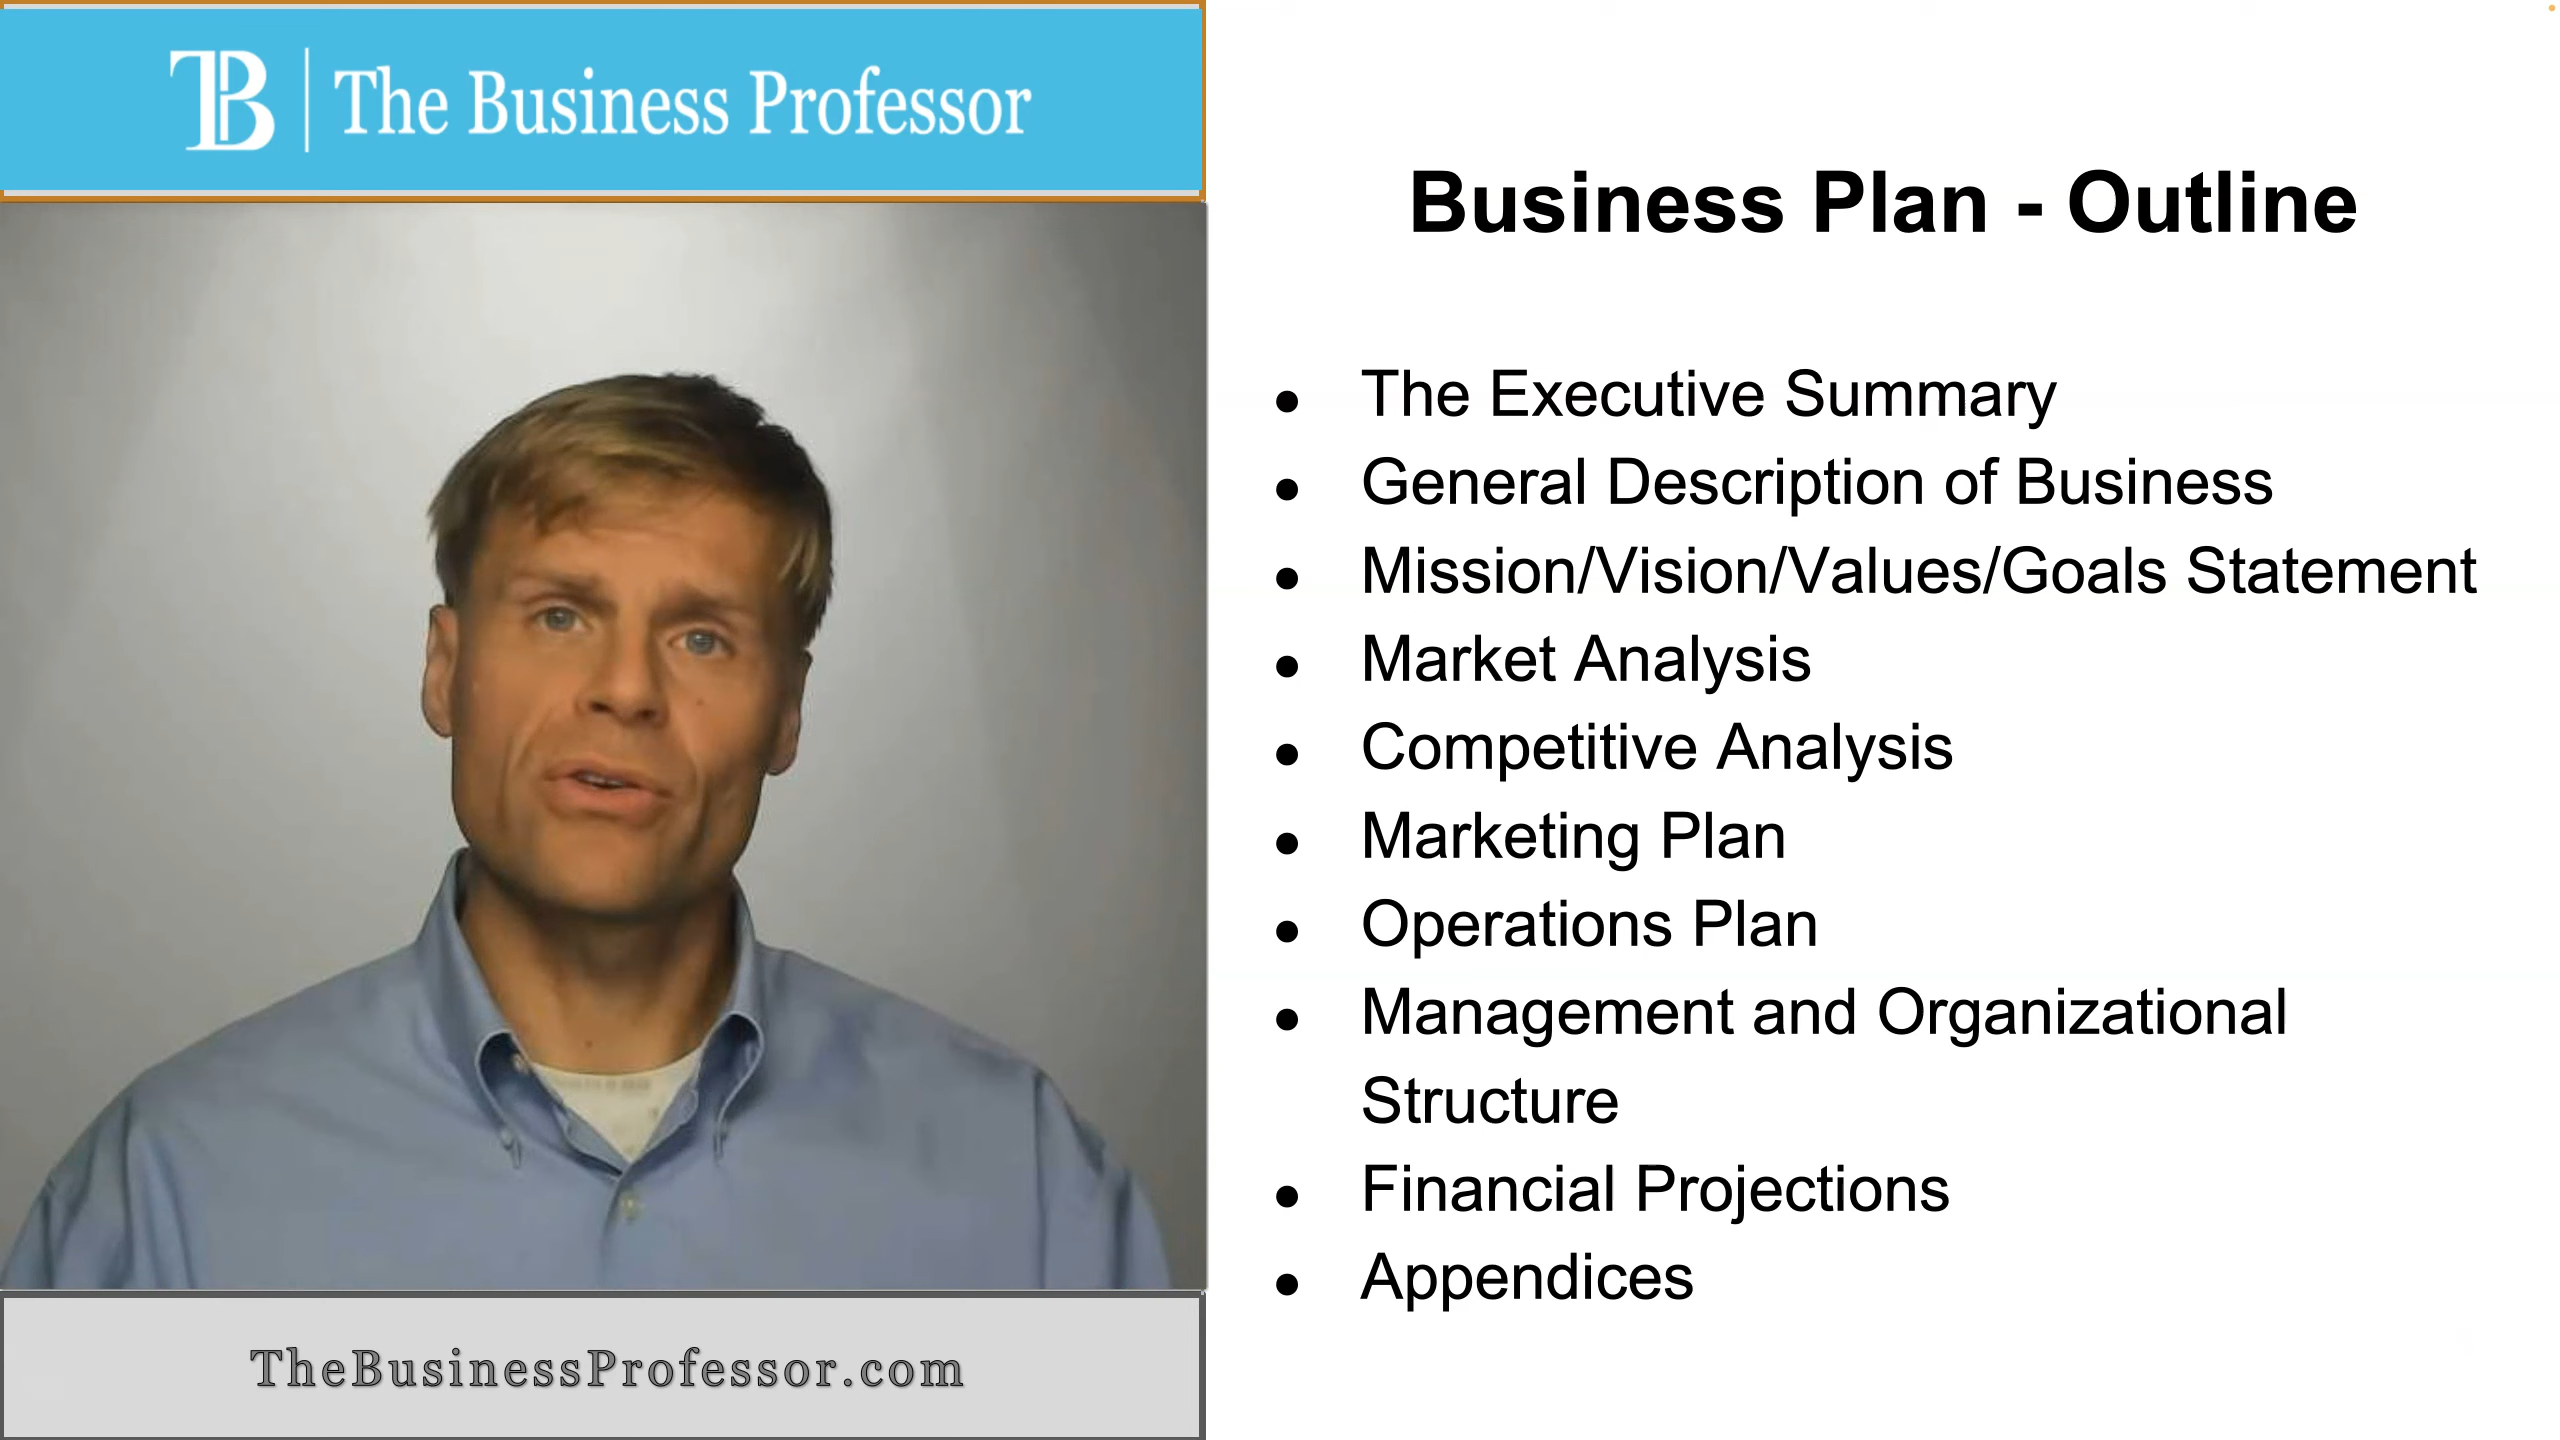 TB The Business Professor
Business Plan - Outline
● The Executive Summary
● General Description of Business
● Mission/Vision/Values/Goals Statement
● Market Analysis
● Competitive Analysis
● Marketing Plan
● Operations Plan
● Management and Organizational
Structure
● Financial Projections
● Appendices
TheBusinessProfessor.com